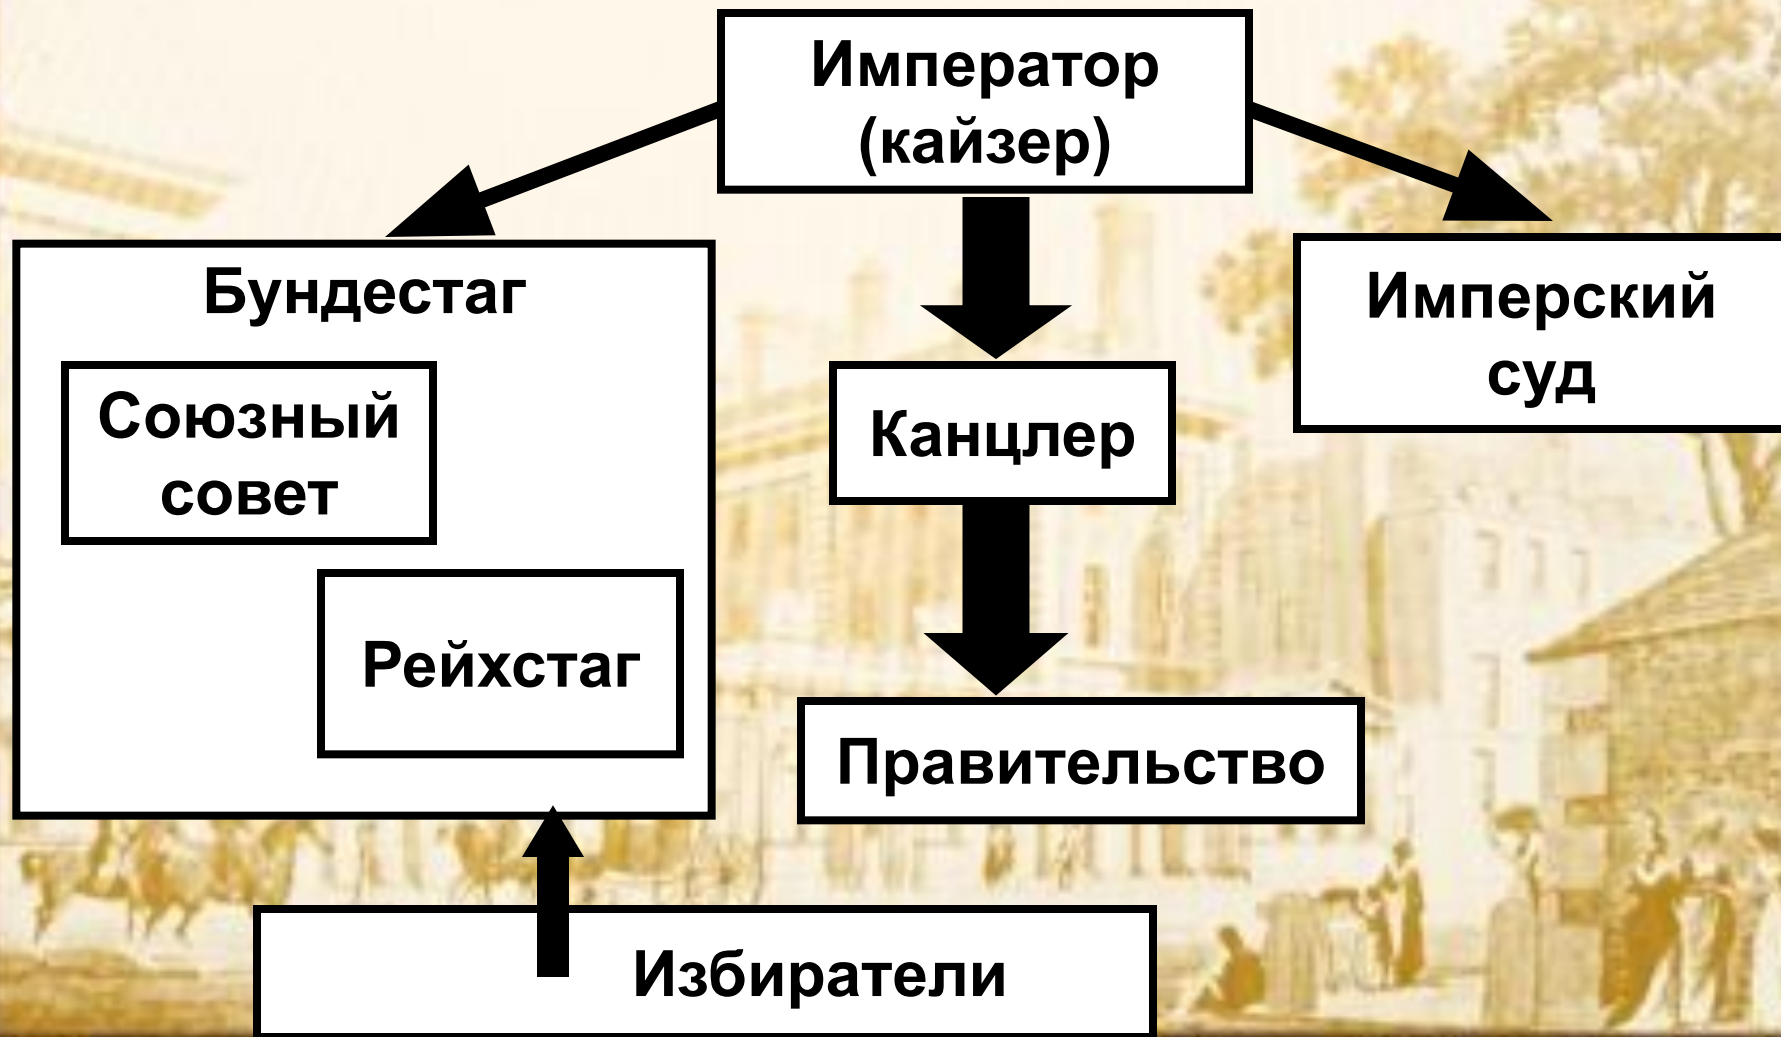 Император
(кайзер)
Бундестаг
Имперский
суд
Союзный
совет
Канцлер
Рейхстаг
Правительство
Избиратели